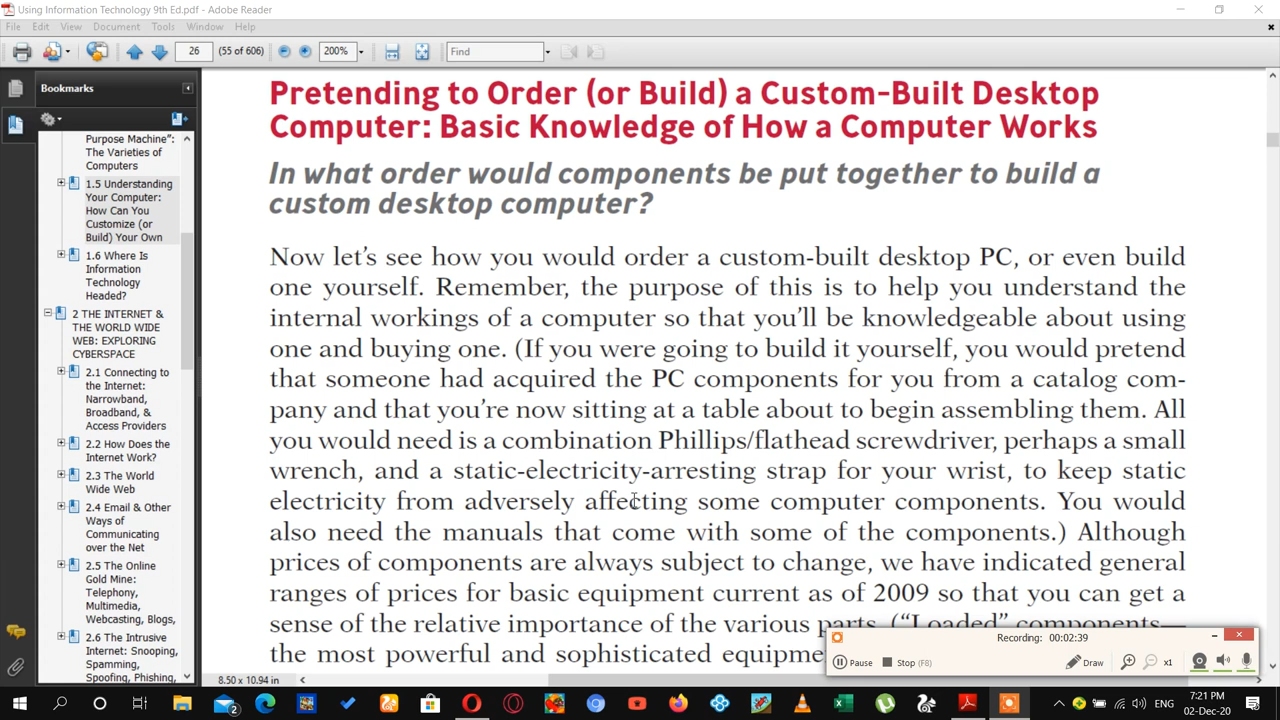 Using Information Technology 9th Ed.pdf - Adobe Reader
File Edit View Document Tools Window Help
26 (55 of 606) 200% Find
Bookmarks
Purpose Machine":
The Varieties of
Computers
1.5 Understanding
Your Computer:
How Can You
Customize (or
Build) Your Own
1.6 Where Is
Information
Technology
Headed?
2 THE INTERNET &
THE WORLD WIDE
WEB: EXPLORING
CYBERSPACE
2.1 Connecting to
the Internet:
Narrowband,
Broadband, &
Access Providers
2.2 How Does the
Internet Work?
2.3 The World
Wide Web
2.4 Email & Other
Ways of
Communicating
over the Net
2.5 The Online
Gold Mine:
Telephony,
Multimedia,
Webcasting, Blogs,
2.6 The Intrusive
Internet: Snooping,
Spamming,
Spoofing, Phishing,
Pretending to Order (or Build) a Custom-Built Desktop
Computer: Basic Knowledge of How a Computer Works
In what order would components be put together to build a
custom desktop computer?
Now let's see how you would order a custom-built desktop PC, or even build
one yourself. Remember, the purpose of this is to help you understand the
internal workings of a computer so that you'll be knowledgeable about using
one and buying one. (If you were going to build it yourself, you would pretend
that someone had acquired the PC components for you from a catalog com-
pany and that you're now sitting at a table about to begin assembling them. All
you would need is a combination Phillips/flathead screwdriver, perhaps a small
wrench, and a static-electricity-arresting strap for your wrist, to keep static
electricity from adversely affecting some computer components. You would
also need the manuals that come with some of the components.) Although
prices of components are always subject to change, we have indicated general
ranges of prices for basic equipment current as of 2009 so that you can get a
sense of the relative importance of the various parts. ("Loaded" components—
the most powerful and sophisticated equipme
8.50 x 10.94 in
Recording: 00:02:39
Pause Stop (F8) Draw x1
2
ENG
7:21 PM
02-Dec-20